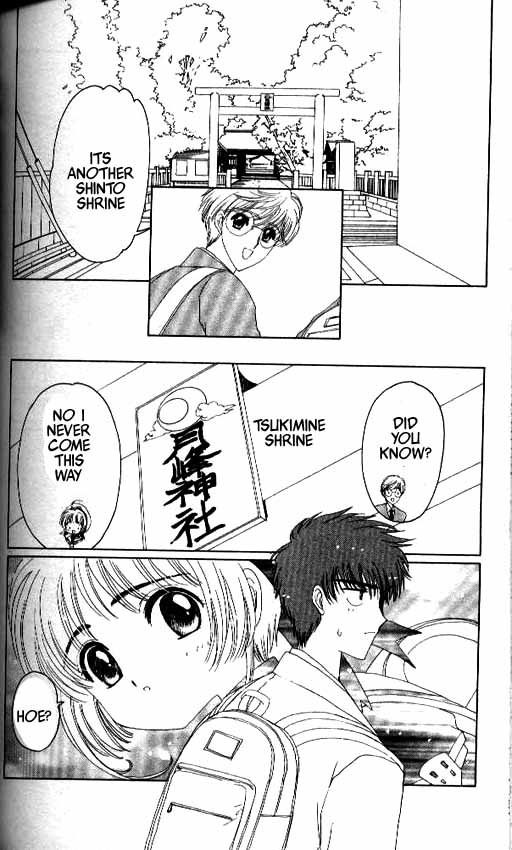 ITS
ANOTHER
SHINTO
SHRINE
DID
YOU
KNOW?
TSUKIMINE
SHRINE
月峰神社
NO I
NEVER
COME
THIS
WAY
HOE?